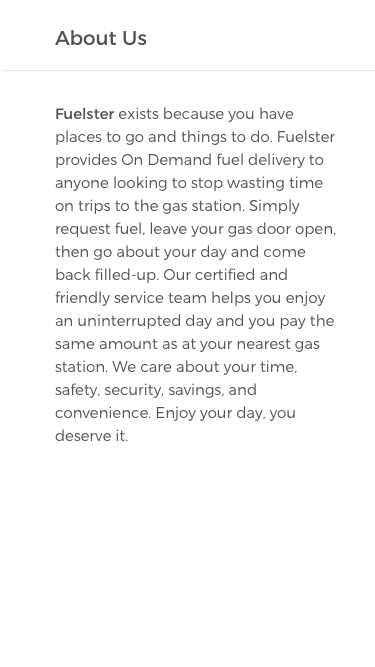 About Us
Fuelster exists because you have
places to go and things to do. Fuelster
provides On Demand fuel delivery to
anyone looking to stop wasting time
on trips to the gas station. Simply
request fuel, leave your gas door open,
then go about your day and come
back filled-up. Our certified and
friendly service team helps you enjoy
an uninterrupted day and you pay the
same amount as at your nearest gas
station. We care about your time,
safety, security, savings, and
convenience. Enjoy your day, you
deserve it.